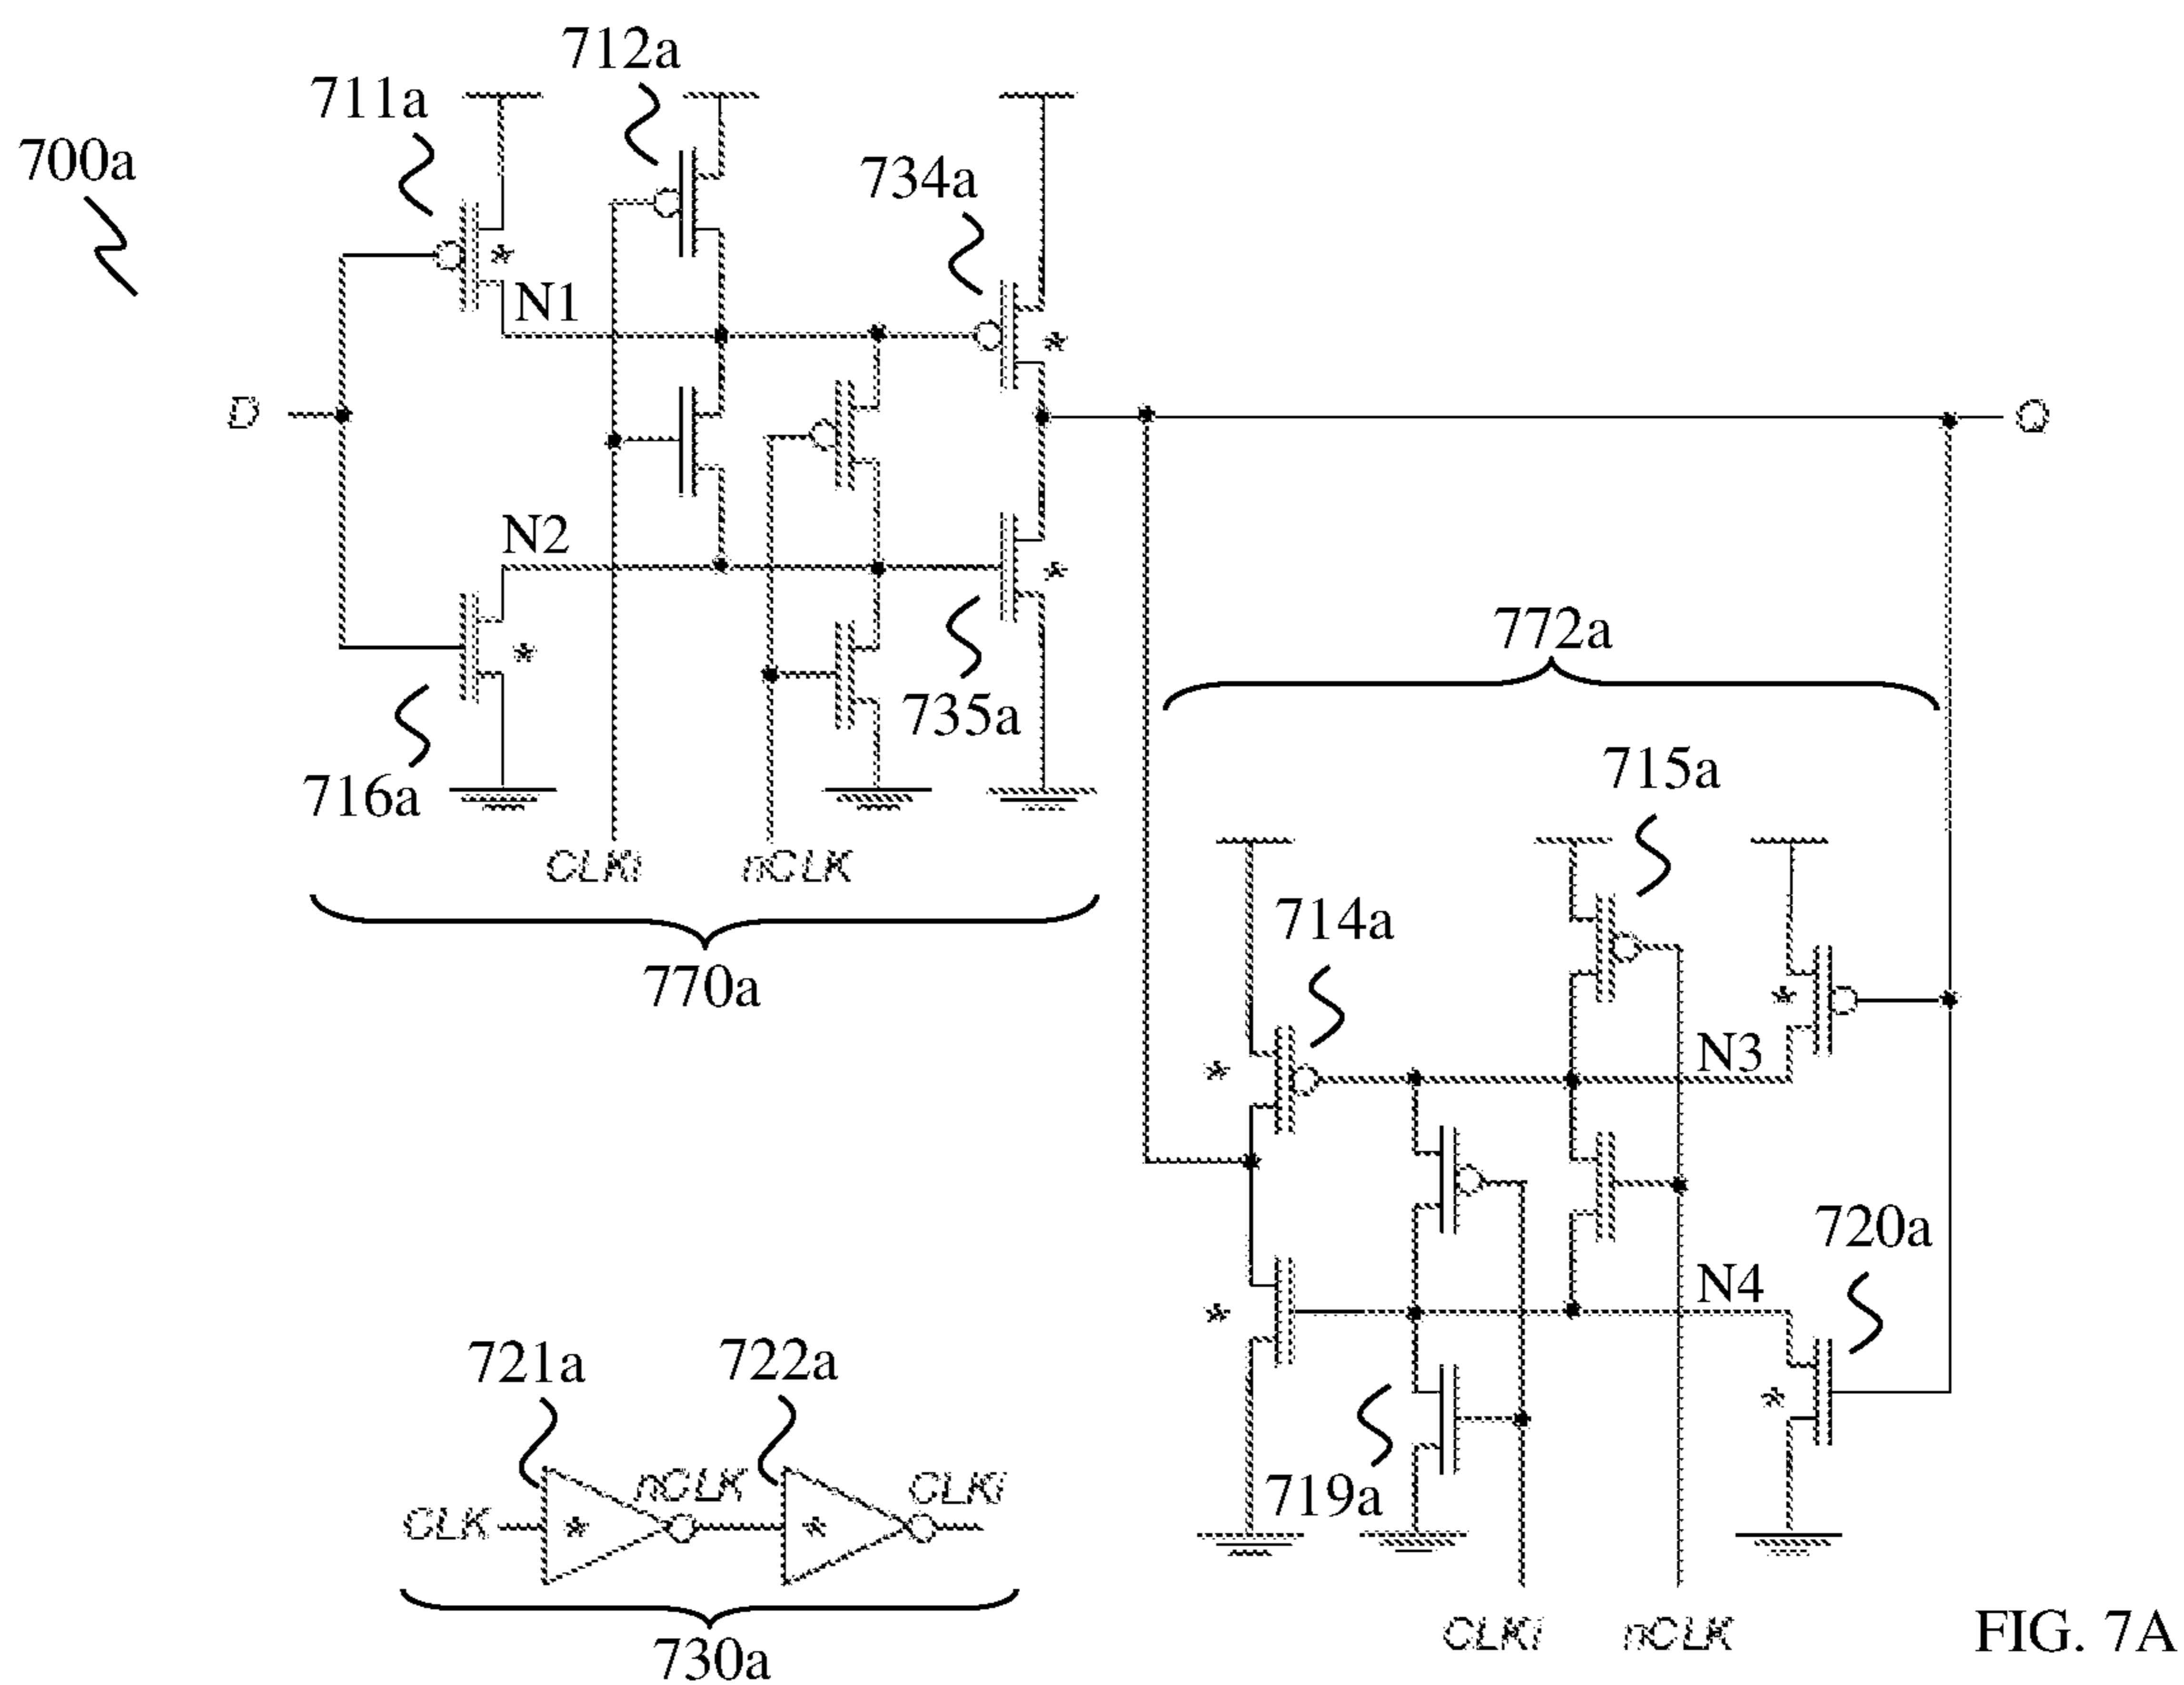 712a
711a
700a
734a
N1
D
Q
N2
772a
735a
715a
716a
CLKi nCLK
714a
770a
N3
720a
N4
721a 722a
nCLK CLKi
719a
CLK * *
730a
CLKi nCLK
FIG. 7A